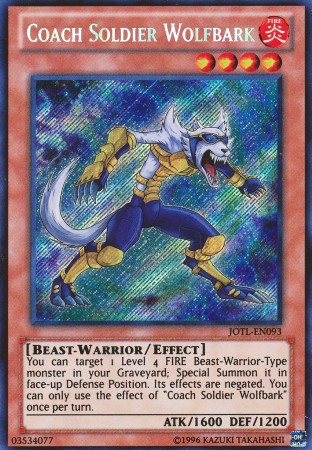 COACH SOLDIER WOLFBARK
FIRE
炎
JOTL-EN093
[BEAST-WARRIOR/EFFECT]
You can target 1 Level 4 FIRE Beast-Warrior-Type
monster in your Graveyard; Special Summon it in
face-up Defense Position. Its effects are negated. You
can only use the effect of "Coach Soldier Wolfbark"
once per turn.
ATK/1600 DEF/1200
03534077
©1996 KAZUKI TAKAHASHI